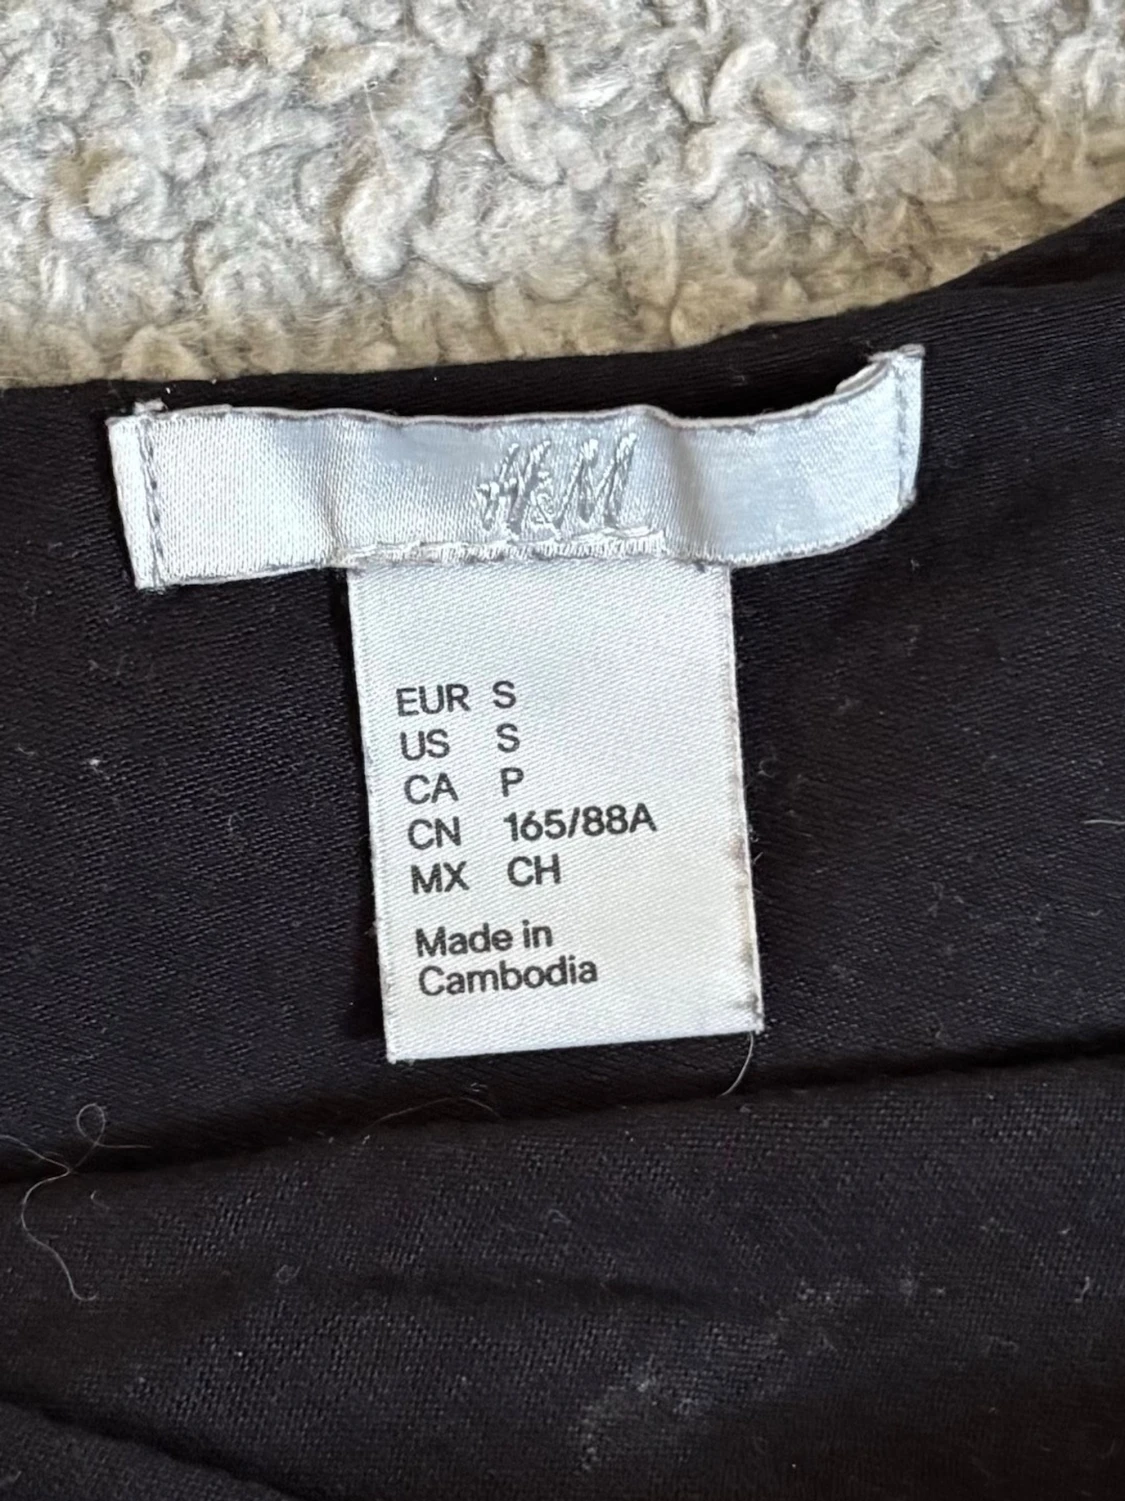 H&M
EUR S
US S
CA P
CN 165/88A
MX CH
Made in
Cambodia